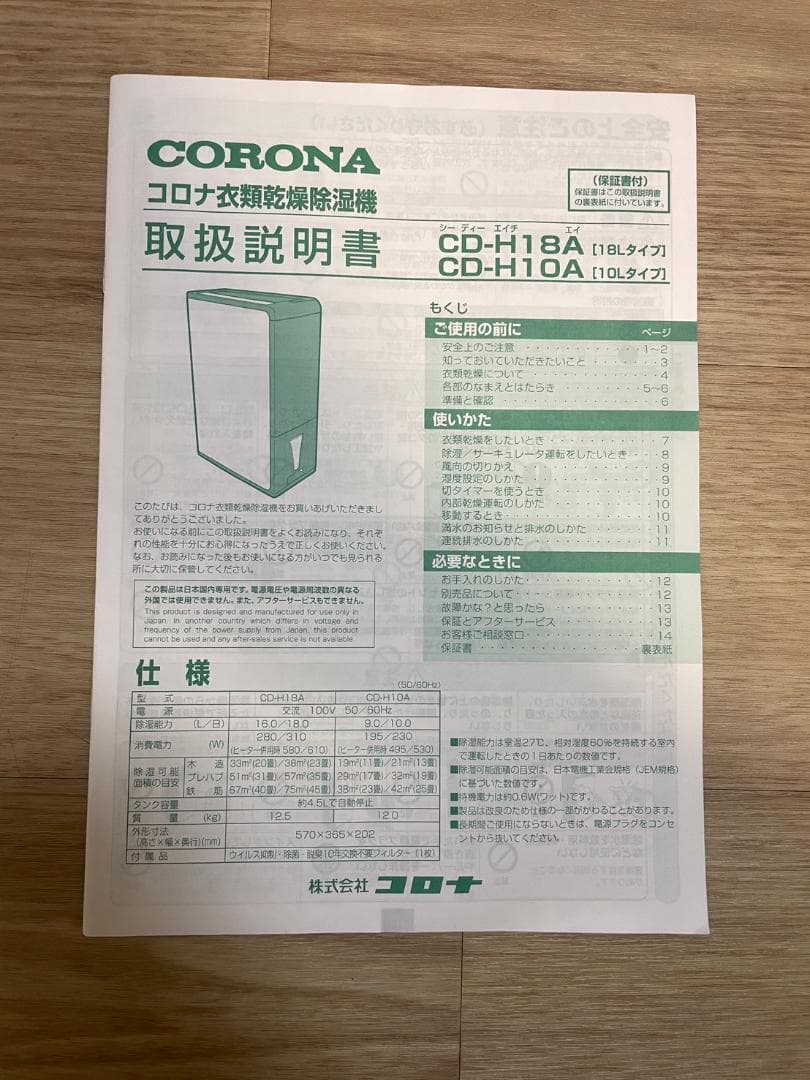 CORONA
コロナ衣類乾燥除湿機
取扱説明書
(保証書付)
保証書はこの取扱説明書
の裏表紙に付いています。
シー ディー エイチ エイ
CD-H18A [18Lタイプ]
CD-H10A [10Lタイプ]
もくじ
ご使用の前に ページ
安全上のご注意 1~2
知っておいていただきたいこと 3
衣類乾燥について 4
各部のなまえとはたらき 5~6
準備と確認 6
使いかた
衣類乾燥をしたいとき 7
除湿/サーキュレータ運転をしたいとき 8
風向の切りかえ 9
湿度設定のしかた 9
切タイマーを使うとき 10
内部乾燥運転のしかた 10
移動するとき 10
満水のお知らせと排水のしかた 11
連続排水のしかた 11
必要なときに
お手入れのしかた 12
別売品について 12
故障かな?と思ったら 13
保証とアフターサービス 13
お客様ご相談窓口 14
保証書 裏表紙
このたびは、コロナ衣類乾燥除湿機をお買いあげいただきまし
てありがとうございました。
お使いになる前にこの取扱説明書をよくお読みになり、それぞ
れの性能を十分にお心得になったうえで正しくお使いください。
なお、お読みになった後もお使いになる方がいつでも見られる
所に大切に保管してください。
この製品は日本国内専用です。電源電圧や電源周波数の異なる
外国では使用できません。また、アフターサービスもできません。
This product is designed and manufactured for use only in
Japan. In another country which differs in voltage and
frequency of the power supply from Japan, this product
cannot be used and any after-sales service is not available.
仕様
(50/60Hz)
型式 CD-H18A CD-H10A
電源 交流 100V 50/60Hz
除湿能力 (L/日) 16.0/18.0 9.0/10.0
消費電力 (W) 280/310 195/230
(ヒーター併用時 580/610) (ヒーター併用時 495/530)
除湿可能面積の目安 木造 33m²(20畳)/38m²(23畳) 19m²(11畳)/21m²(13畳)
プレハブ 51m²(31畳)/57m²(35畳) 29m²(17畳)/32m²(19畳)
鉄筋 67m²(40畳)/75m²(45畳) 38m²(23畳)/42m²(25畳)
タンク容量 約4.5Lで自動停止
質量 (kg) 12.5 12.0
外形寸法
(高さ×幅×奥行)(mm) 570×365×202
付属品 ウイルス抑制・除菌・脱臭10年交換不要フィルター(1枚)
■除湿能力は室温27℃、相対湿度60%を持続する室内
で運転したときの1日あたりの数値です。
■除湿可能面積の目安は、日本電機工業会規格(JEM規格)
に基づいた数値です。
■待機電力は約0.6W(ワット)です。
■製品は改良のため仕様の一部がかわることがあります。
■長期間ご使用にならないときは、電源プラグをコンセ
ントから抜いてください。
株式会社 コロナ